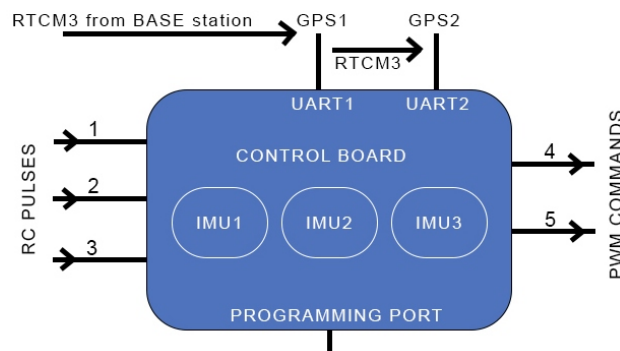 RTCM3 from BASE station
GPS1
GPS2
RTCM3
UART1
UART2
1
2
3
RC PULSES
CONTROL BOARD
IMU1
IMU2
IMU3
4
5
PWM COMMANDS
PROGRAMMING PORT